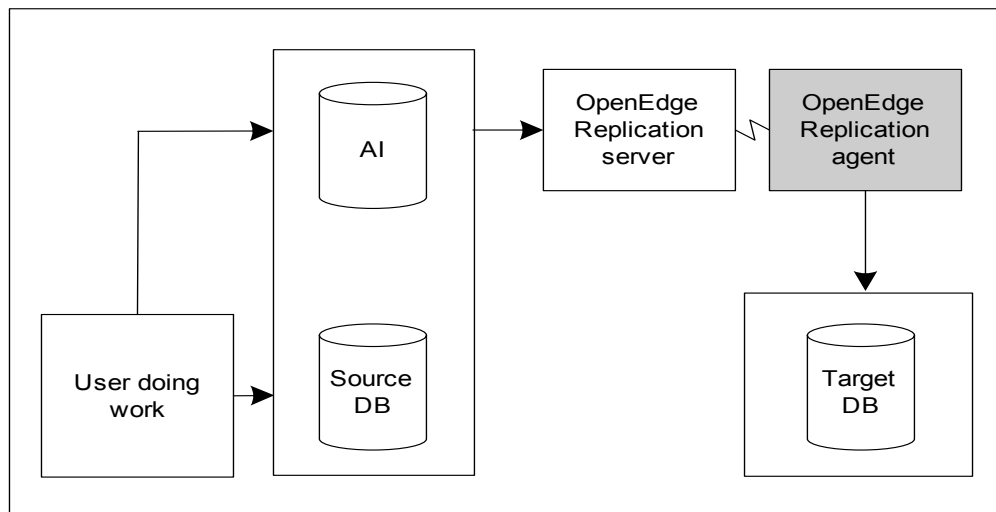 OpenEdge
Replication
server
OpenEdge
Replication
agent
AI
User doing
work
Source
DB
Target
DB